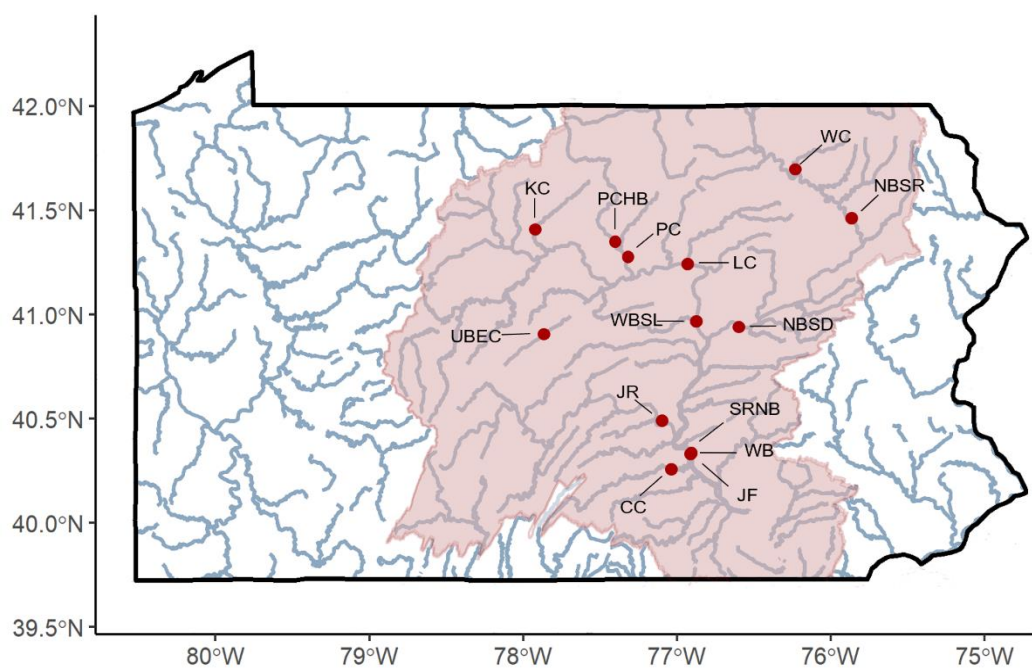 42.0°N
41.5°N
41.0°N
40.5°N
40.0°N
39.5°N
WC
NBSR
KC
PCHB
PC
LC
WBSL
NBSD
UBEC
JR
SRNB
WB
JF
CC
80°W
79°W
78°W
77°W
76°W
75°W